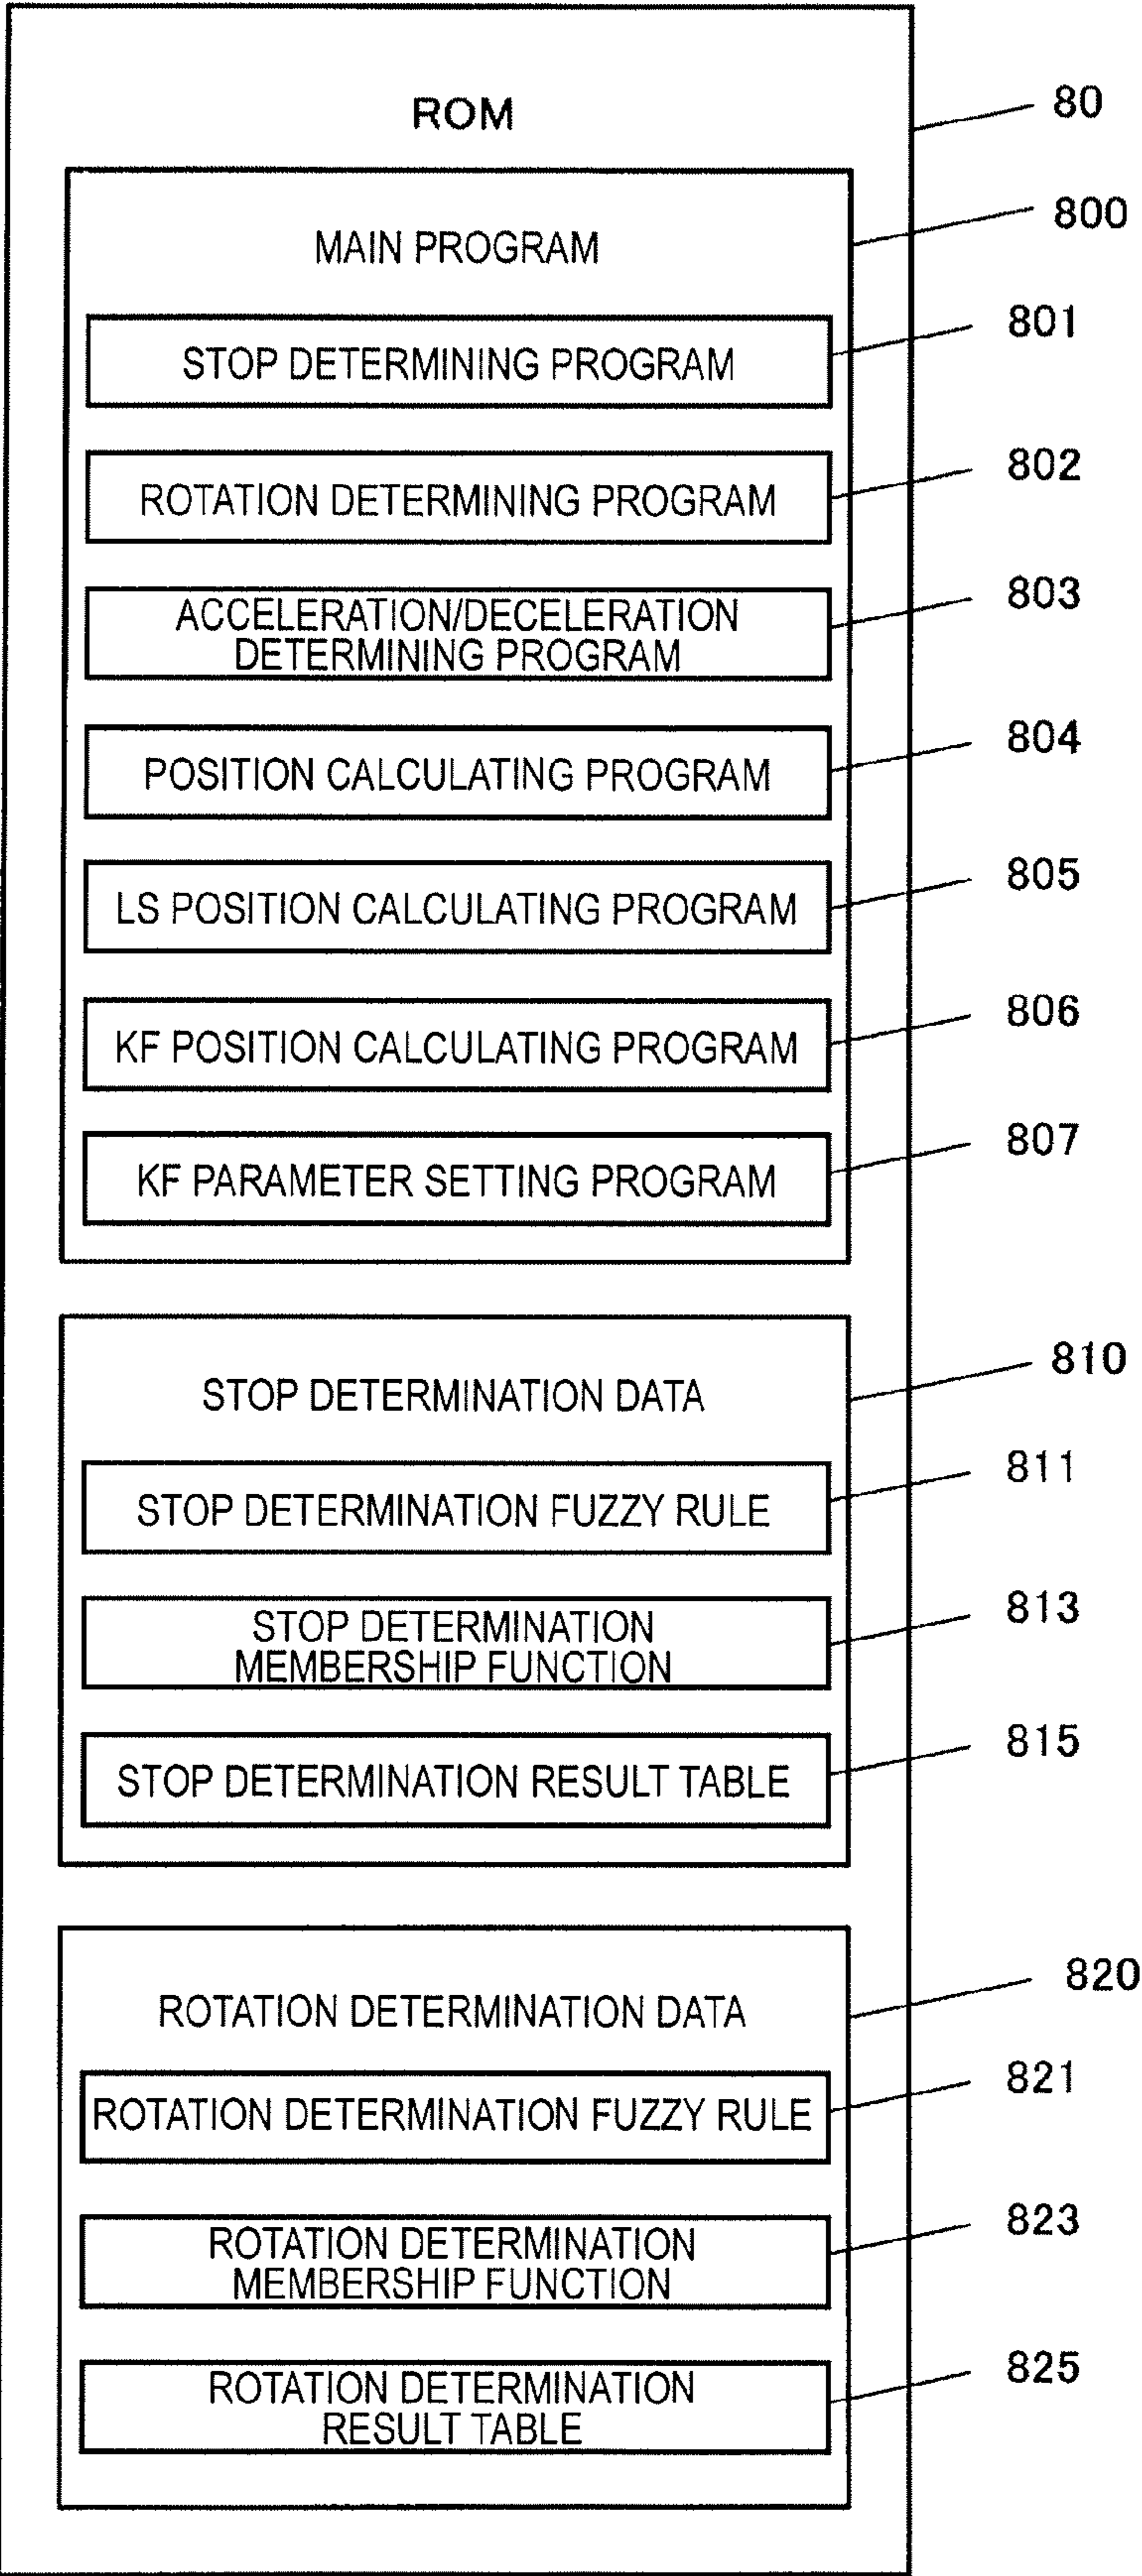 ROM
80
800
MAIN PROGRAM
801
STOP DETERMINING PROGRAM
802
ROTATION DETERMINING PROGRAM
803
ACCELERATION/DECELERATION
DETERMINING PROGRAM
804
POSITION CALCULATING PROGRAM
805
LS POSITION CALCULATING PROGRAM
806
KF POSITION CALCULATING PROGRAM
807
KF PARAMETER SETTING PROGRAM
810
STOP DETERMINATION DATA
811
STOP DETERMINATION FUZZY RULE
813
STOP DETERMINATION
MEMBERSHIP FUNCTION
815
STOP DETERMINATION RESULT TABLE
820
ROTATION DETERMINATION DATA
821
ROTATION DETERMINATION FUZZY RULE
823
ROTATION DETERMINATION
MEMBERSHIP FUNCTION
825
ROTATION DETERMINATION
RESULT TABLE